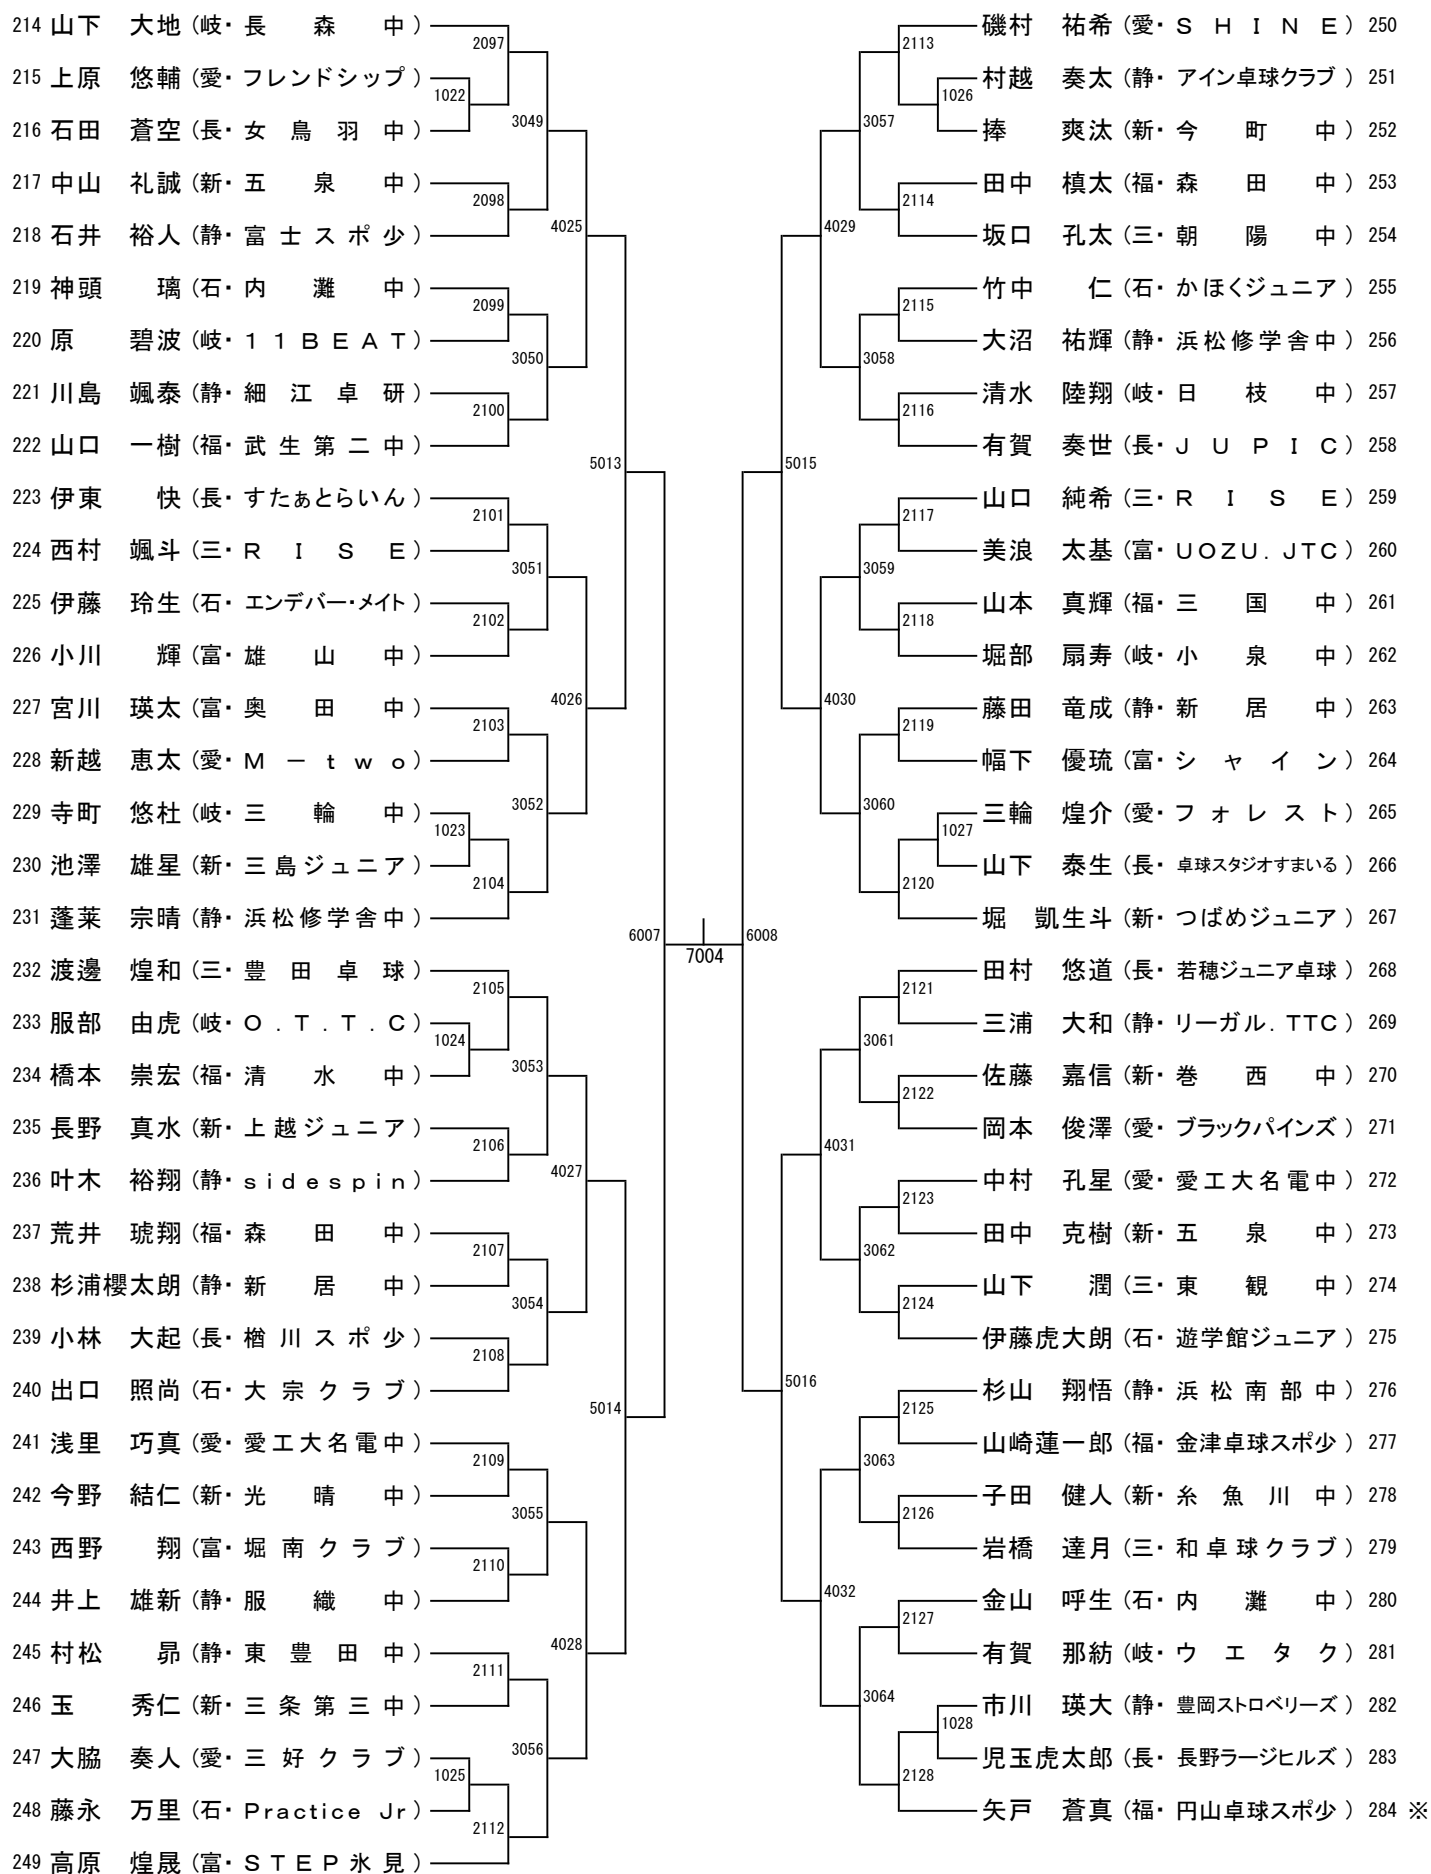 214 山下 大地 (岐・長森中)
215 上原 悠輔 (愛・フレンドシップ)
216 石田 蒼空 (長・女鳥羽中)
217 中山 礼誠 (新・五泉中)
218 石井 裕人 (静・富士スポ少)
219 神頭 璃 (石・内灘中)
220 原 碧波 (岐・11BEAT)
221 川島 颯泰 (静・細江卓研)
222 山口 一樹 (福・武生第二中)
223 伊東 快 (長・すたぁとらいん)
224 西村 颯斗 (三・RISE)
225 伊藤 玲生 (石・エンデバー・メイト)
226 小川 輝 (富・雄山中)
227 宮川 瑛太 (富・奥田中)
228 新越 恵太 (愛・M－two)
229 寺町 悠杜 (岐・三輪中)
230 池澤 雄星 (新・三島ジュニア)
231 蓬莱 宗晴 (静・浜松修学舎中)
232 渡邊 煌和 (三・豊田卓球)
233 服部 由虎 (岐・O.T.T.C)
234 橋本 崇宏 (福・清水中)
235 長野 真水 (新・上越ジュニア)
236 叶木 裕翔 (静・sidespin)
237 荒井 琥翔 (福・森田中)
238 杉浦櫻太朗 (静・新居中)
239 小林 大起 (長・楢川スポ少)
240 出口 照尚 (石・大宗クラブ)
241 浅里 巧真 (愛・愛工大名電中)
242 今野 結仁 (新・光晴中)
243 西野 翔 (富・堀南クラブ)
244 井上 雄新 (静・服織中)
245 村松 昴 (静・東豊田中)
246 玉 秀仁 (新・三条第三中)
247 大脇 奏人 (愛・三好クラブ)
248 藤永 万里 (石・Practice Jr)
249 高原 煌晟 (富・STEP氷見)
2097
1022
3049
2098
4025
2099
3050
2100
5013
2101
3051
2102
4026
2103
3052
1023
2104
6007
2105
1024
3053
2106
4027
2107
3054
2108
5014
2109
3055
2110
4028
2111
3056
1025
2112
7004
6008
2113
1026
3057
2114
4029
2115
3058
2116
5015
2117
3059
2118
4030
2119
3060
1027
2120
2121
3061
2122
4031
2123
3062
2124
5016
2125
3063
2126
4032
2127
3064
1028
2128
磯村 祐希 (愛・SHINE) 250
村越 奏太 (静・アイン卓球クラブ) 251
捧 爽汰 (新・今町中) 252
田中 槙太 (福・森田中) 253
坂口 孔太 (三・朝陽中) 254
竹中 仁 (石・かほくジュニア) 255
大沼 祐輝 (静・浜松修学舎中) 256
清水 陸翔 (岐・日枝中) 257
有賀 奏世 (長・JUPIC) 258
山口 純希 (三・RISE) 259
美浪 太基 (富・UOZU.JTC) 260
山本 真輝 (福・三国中) 261
堀部 扇寿 (岐・小泉中) 262
藤田 竜成 (静・新居中) 263
幅下 優琉 (富・シャイン) 264
三輪 煌介 (愛・フォレスト) 265
山下 泰生 (長・卓球スタジオすまいる) 266
堀 凱生斗 (新・つばめジュニア) 267
田村 悠道 (長・若穂ジュニア卓球) 268
三浦 大和 (静・リーガル.TTC) 269
佐藤 嘉信 (新・巻西中) 270
岡本 俊澤 (愛・ブラックパインズ) 271
中村 孔星 (愛・愛工大名電中) 272
田中 克樹 (新・五泉中) 273
山下 潤 (三・東観中) 274
伊藤虎大朗 (石・遊学館ジュニア) 275
杉山 翔悟 (静・浜松南部中) 276
山崎蓮一郎 (福・金津卓球スポ少) 277
子田 健人 (新・糸魚川中) 278
岩橋 達月 (三・和卓球クラブ) 279
金山 呼生 (石・内灘中) 280
有賀 那紡 (岐・ウエタク) 281
市川 瑛大 (静・豊岡ストロベリーズ) 282
児玉虎太郎 (長・長野ラージヒルズ) 283
矢戸 蒼真 (福・円山卓球スポ少) 284 ※